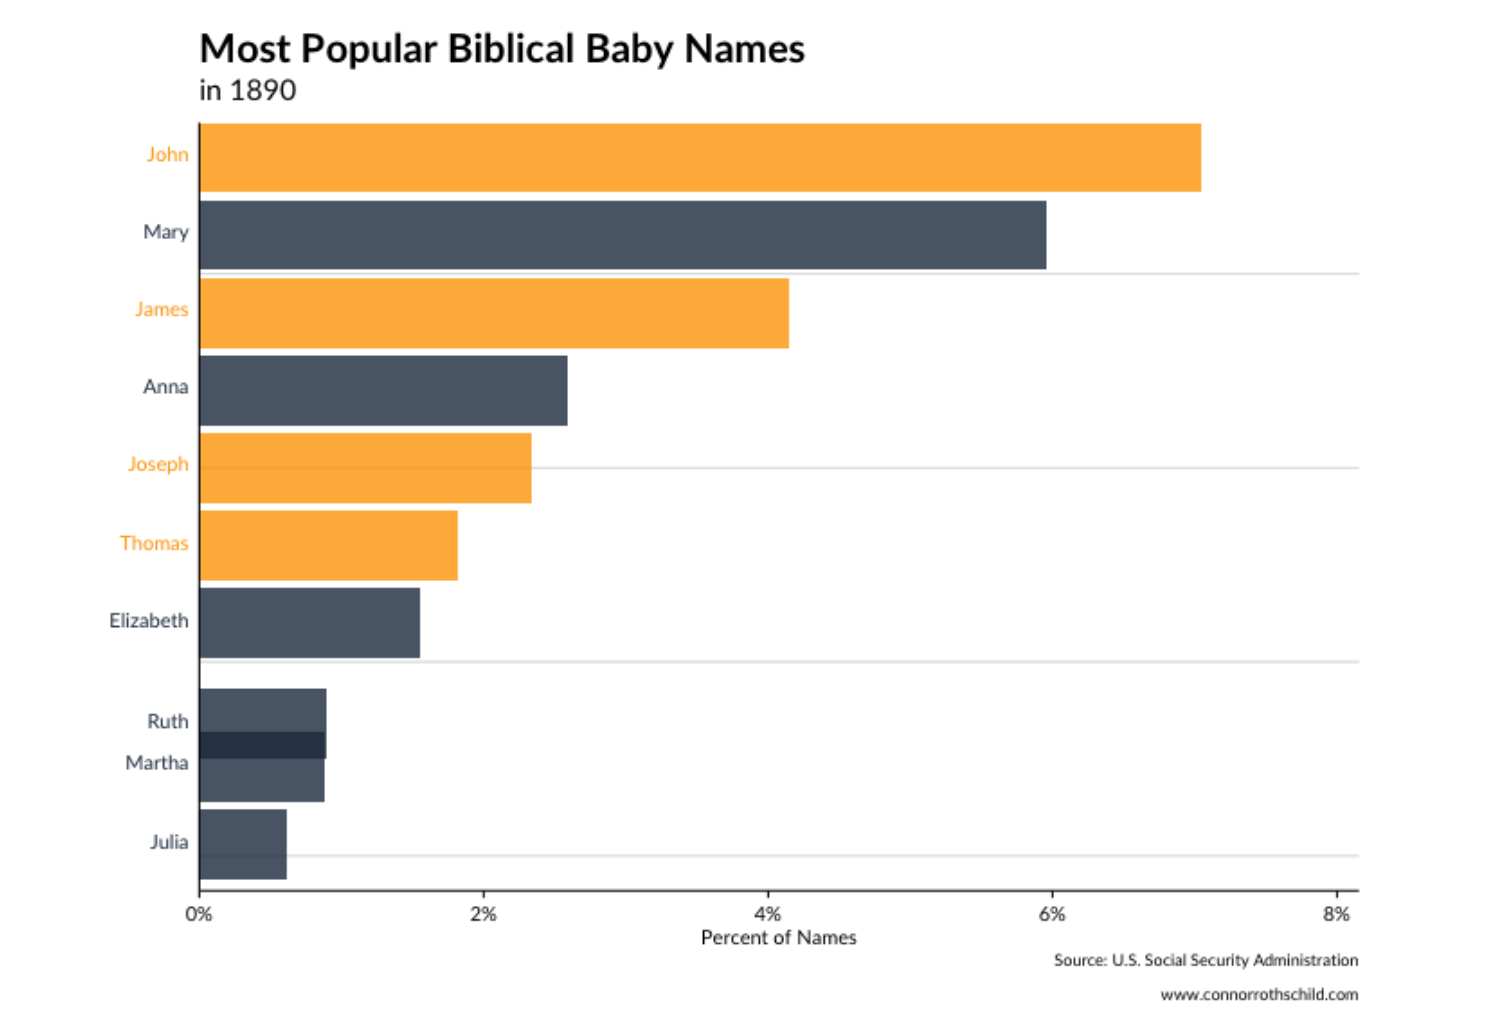 Most Popular Biblical Baby Names
in 1890
John
Mary
James
Anna
Joseph
Thomas
Elizabeth
Ruth
Martha
Julia
0% 2% 4% 6% 8%
Percent of Names
Source: U.S. Social Security Administration
www.connorrothschild.com